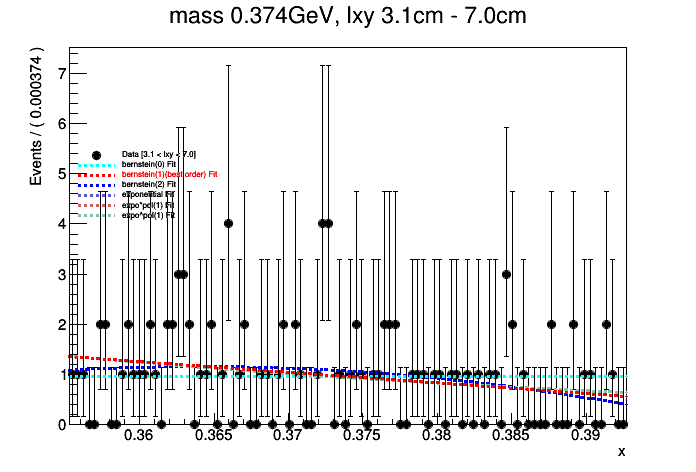 mass 0.374GeV, lxy 3.1cm - 7.0cm
Events / ( 0.000374 )
7
6
5
4
3
2
1
0
Data [3.1 < lxy < 7.0]
bernstein(0) Fit
bernstein(1)(best order) Fit
bernstein(2) Fit
exponential Fit
expo*pol(1) Fit
expo*pol(1) Fit
0.36 0.365 0.37 0.375 0.38 0.385 0.39
x